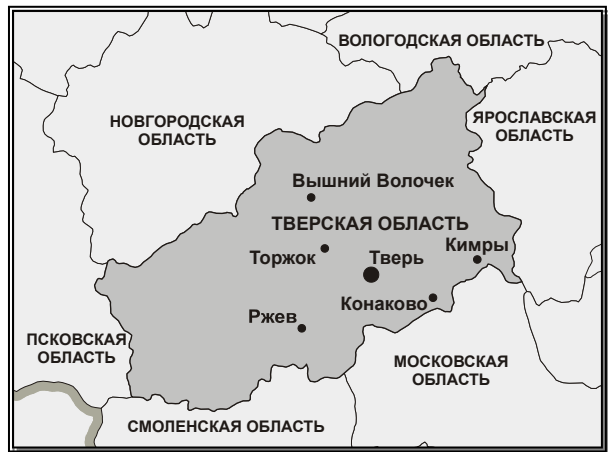 ВОЛОГОДСКАЯ ОБЛАСТЬ
НОВГОРОДСКАЯ
ОБЛАСТЬ
ЯРОСЛАВСКАЯ
ОБЛАСТЬ
Вышний Волочек
ТВЕРСКАЯ ОБЛАСТЬ
Торжок
Тверь
Кимры
Конаково
Ржев
ПСКОВСКАЯ
ОБЛАСТЬ
МОСКОВСКАЯ
ОБЛАСТЬ
СМОЛЕНСКАЯ ОБЛАСТЬ